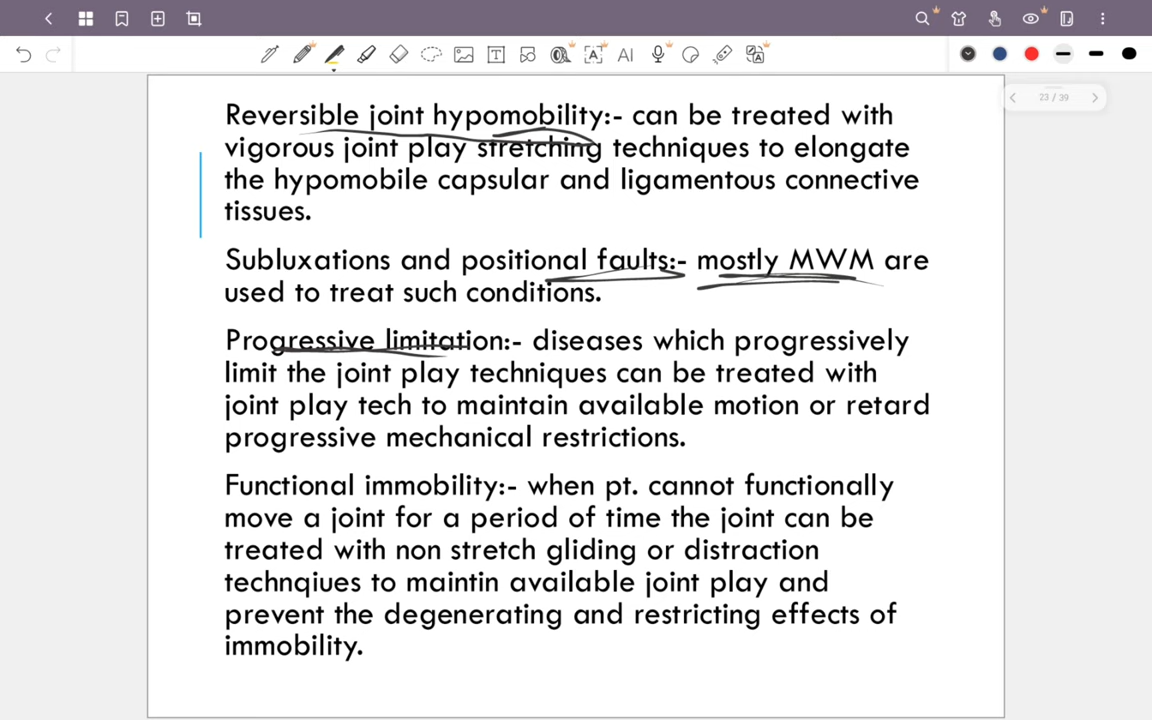 AI
23 / 39
Reversible joint hypomobility:- can be treated with
vigorous joint play stretching techniques to elongate
the hypomobile capsular and ligamentous connective
tissues.
Subluxations and positional faults:- mostly MWM are
used to treat such conditions.
Progressive limitation:- diseases which progressively
limit the joint play techniques can be treated with
joint play tech to maintain available motion or retard
progressive mechanical restrictions.
Functional immobility:- when pt. cannot functionally
move a joint for a period of time the joint can be
treated with non stretch gliding or distraction
technqiues to maintin available joint play and
prevent the degenerating and restricting effects of
immobility.